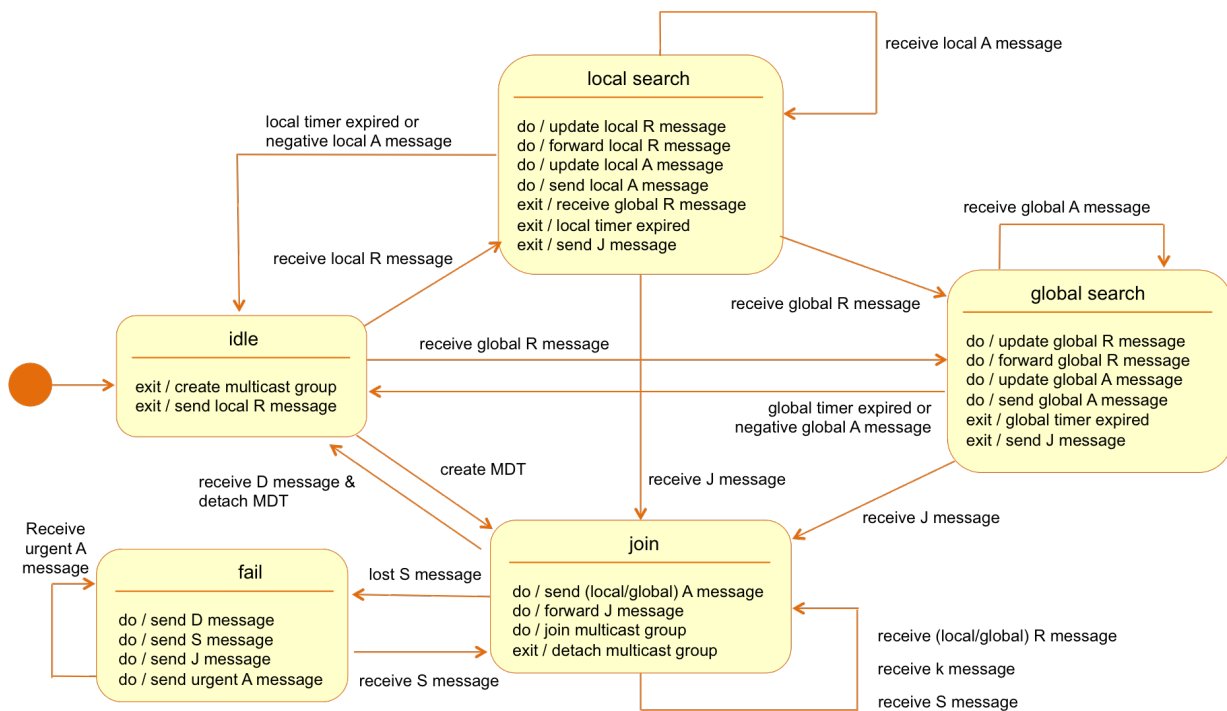 receive local A message
local search
do / update local R message
do / forward local R message
do / update local A message
do / send local A message
exit / receive global R message
exit / local timer expired
exit / send J message
local timer expired or
negative local A message
receive local R message
receive global A message
receive global R message
global search
do / update global R message
do / forward global R message
do / update global A message
do / send global A message
exit / global timer expired
exit / send J message
idle
exit / create multicast group
exit / send local R message
receive global R message
global timer expired or
negative global A message
create MDT
receive D message &
detach MDT
receive J message
receive J message
Receive
urgent A
message
fail
do / send D message
do / send S message
do / send J message
do / send urgent A message
lost S message
receive S message
join
do / send (local/global) A message
do / forward J message
do / join multicast group
exit / detach multicast group
receive (local/global) R message
receive k message
receive S message